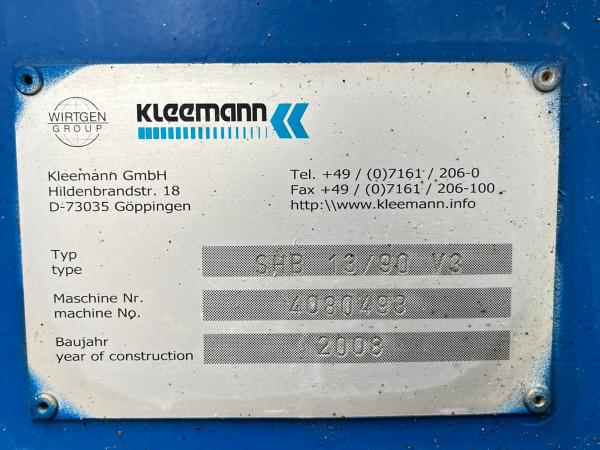 WIRTGEN
GROUP
KLEEMANN
Kleemann GmbH
Hildenbrandstr. 18
D-73035 Göppingen
Tel. +49 / (0)7161 / 206-0
Fax +49 / (0)7161 / 206-100
http:\\www.kleemann.info
Typ
type
SHB 13/90 V3
Maschine Nr.
machine No.
4080493
Baujahr
year of construction
2008